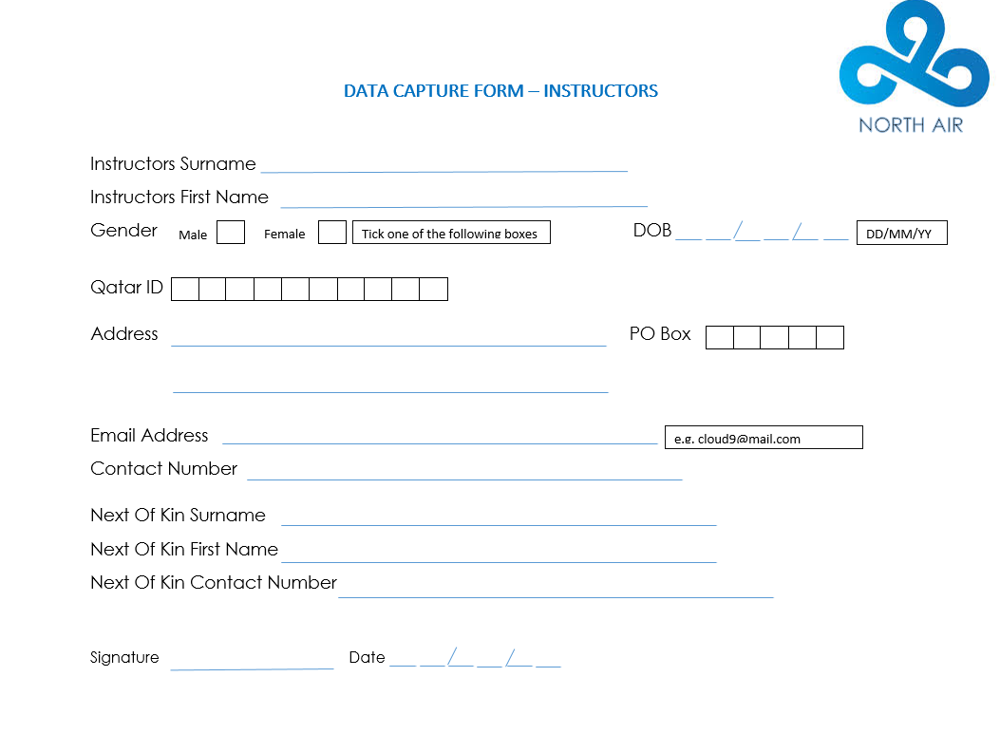 NORTH AIR
DATA CAPTURE FORM – INSTRUCTORS
Instructors Surname
Instructors First Name
Gender Male Female Tick one of the following boxes DOB / / DD/MM/YY
Qatar ID
Address PO Box
Email Address e.g. cloud9@mail.com
Contact Number
Next Of Kin Surname
Next Of Kin First Name
Next Of Kin Contact Number
Signature Date / /